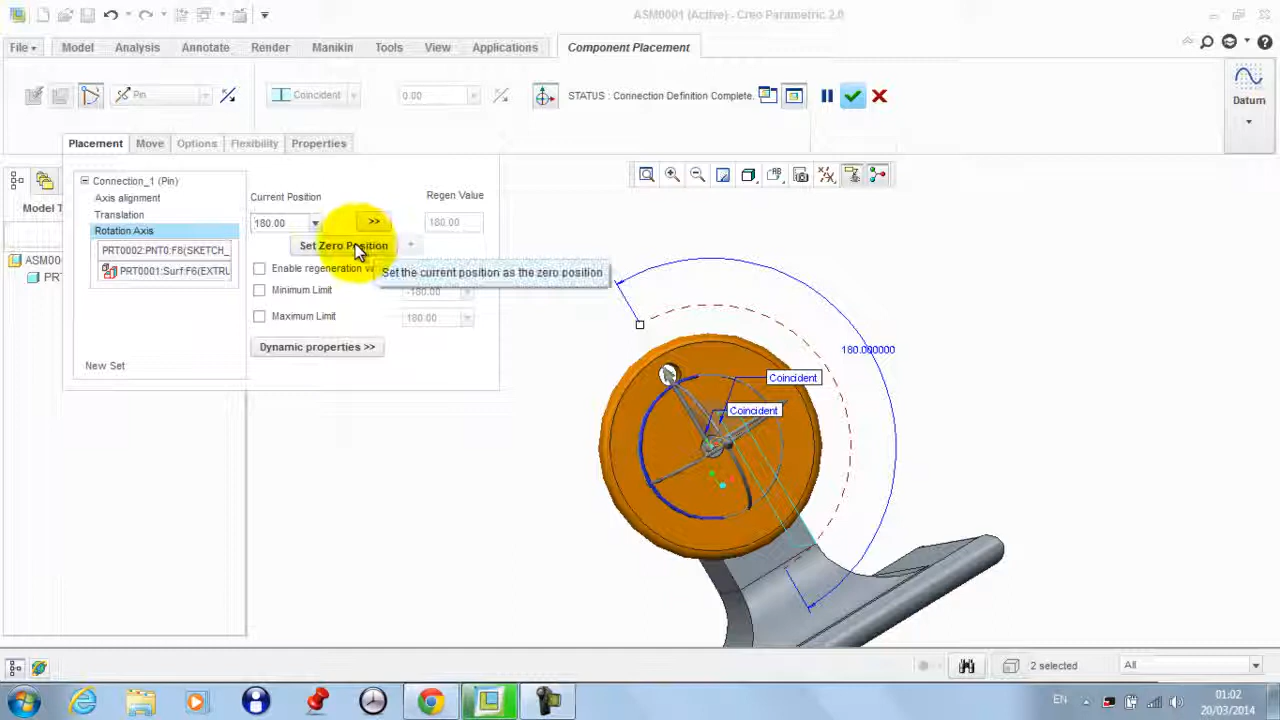 ASM0001 (Active) - Creo Parametric 2.0
File Model Analysis Annotate Render Manikin Tools View Applications Component Placement
Pin Coincident 0.00 STATUS : Connection Definition Complete.
Datum
Placement Move Options Flexibility Properties
Connection_1 (Pin)
Axis alignment
Translation
Rotation Axis
PRT0002:PNT0:F8(SKETCH_
PRT0001:Surf:F6(EXTRU
New Set
Current Position Regen Value
180.00 >> 180.00
Set Zero Position
Set the current position as the zero position
Enable regeneration
Minimum Limit -180.00
Maximum Limit 180.00
Dynamic properties >>
Model T
ASM00
PRT
180.000000
Coincident
Coincident
2 selected All
EN 01:02
20/03/2014